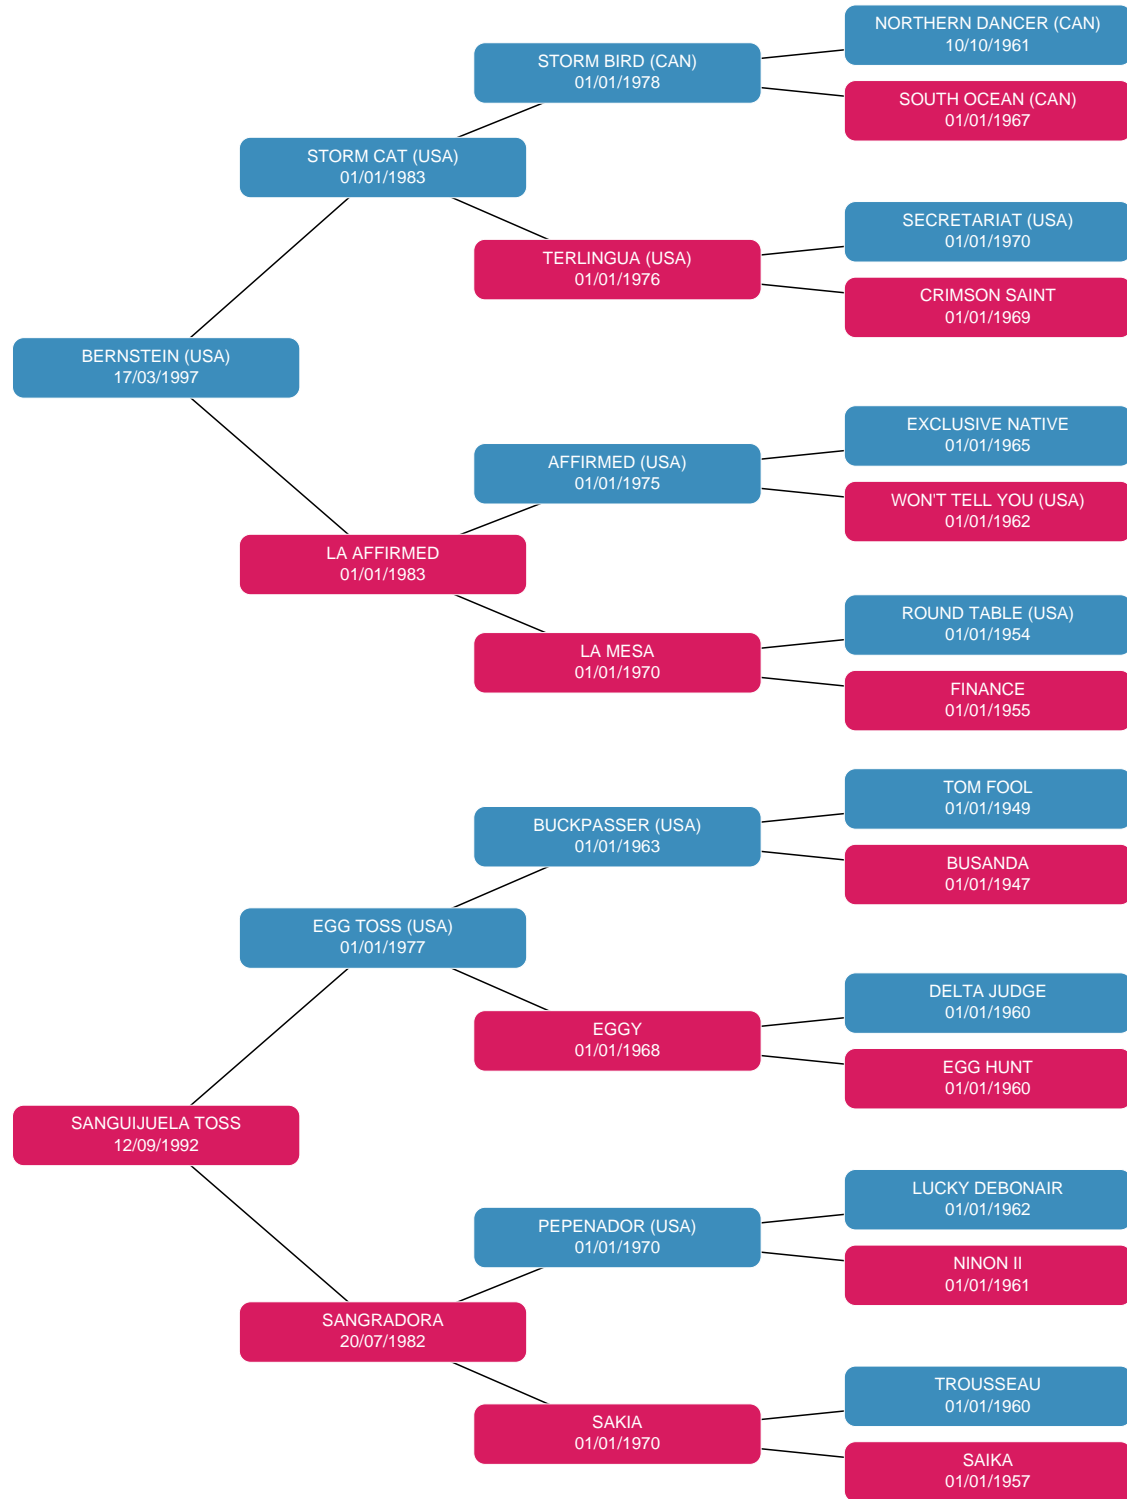 NORTHERN DANCER (CAN)
10/10/1961
STORM BIRD (CAN)
01/01/1978
SOUTH OCEAN (CAN)
01/01/1967
STORM CAT (USA)
01/01/1983
SECRETARIAT (USA)
01/01/1970
TERLINGUA (USA)
01/01/1976
CRIMSON SAINT
01/01/1969
BERNSTEIN (USA)
17/03/1997
EXCLUSIVE NATIVE
01/01/1965
AFFIRMED (USA)
01/01/1975
WON'T TELL YOU (USA)
01/01/1962
LA AFFIRMED
01/01/1983
ROUND TABLE (USA)
01/01/1954
LA MESA
01/01/1970
FINANCE
01/01/1955
TOM FOOL
01/01/1949
BUCKPASSER (USA)
01/01/1963
BUSANDA
01/01/1947
EGG TOSS (USA)
01/01/1977
DELTA JUDGE
01/01/1960
EGGY
01/01/1968
EGG HUNT
01/01/1960
SANGUIJUELA TOSS
12/09/1992
LUCKY DEBONAIR
01/01/1962
PEPENADOR (USA)
01/01/1970
NINON II
01/01/1961
SANGRADORA
20/07/1982
TROUSSEAU
01/01/1960
SAKIA
01/01/1970
SAIKA
01/01/1957